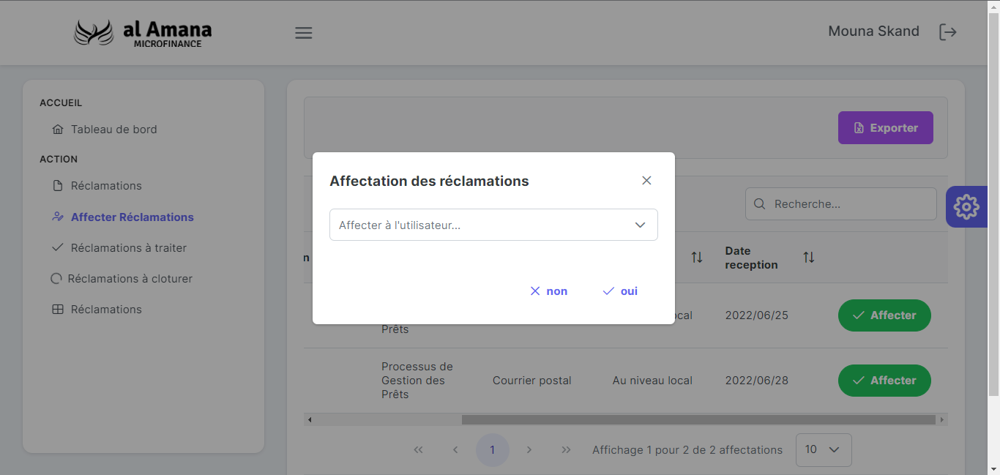 al Amana
MICROFINANCE
Mouna Skand
ACCUEIL
Tableau de bord
ACTION
Réclamations
Affecter Réclamations
Réclamations à traiter
Réclamations à cloturer
Réclamations
Exporter
Recherche...
Affectation des réclamations
Affecter à l'utilisateur...
non
oui
n
Date
reception
Prêts
cal
2022/06/25
Affecter
Processus de
Gestion des
Prêts
Courrier postal
Au niveau local
2022/06/28
Affecter
1
Affichage 1 pour 2 de 2 affectations
10